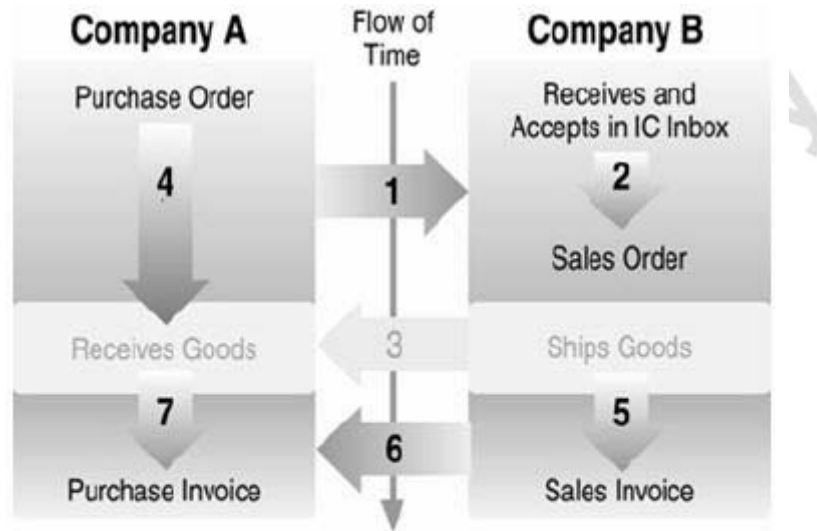 Company A
Flow of
Time
Company B
Purchase Order
Receives and
Accepts in IC Inbox
4
1
2
Sales Order
Receives Goods
3
Ships Goods
7
6
5
Purchase Invoice
Sales Invoice